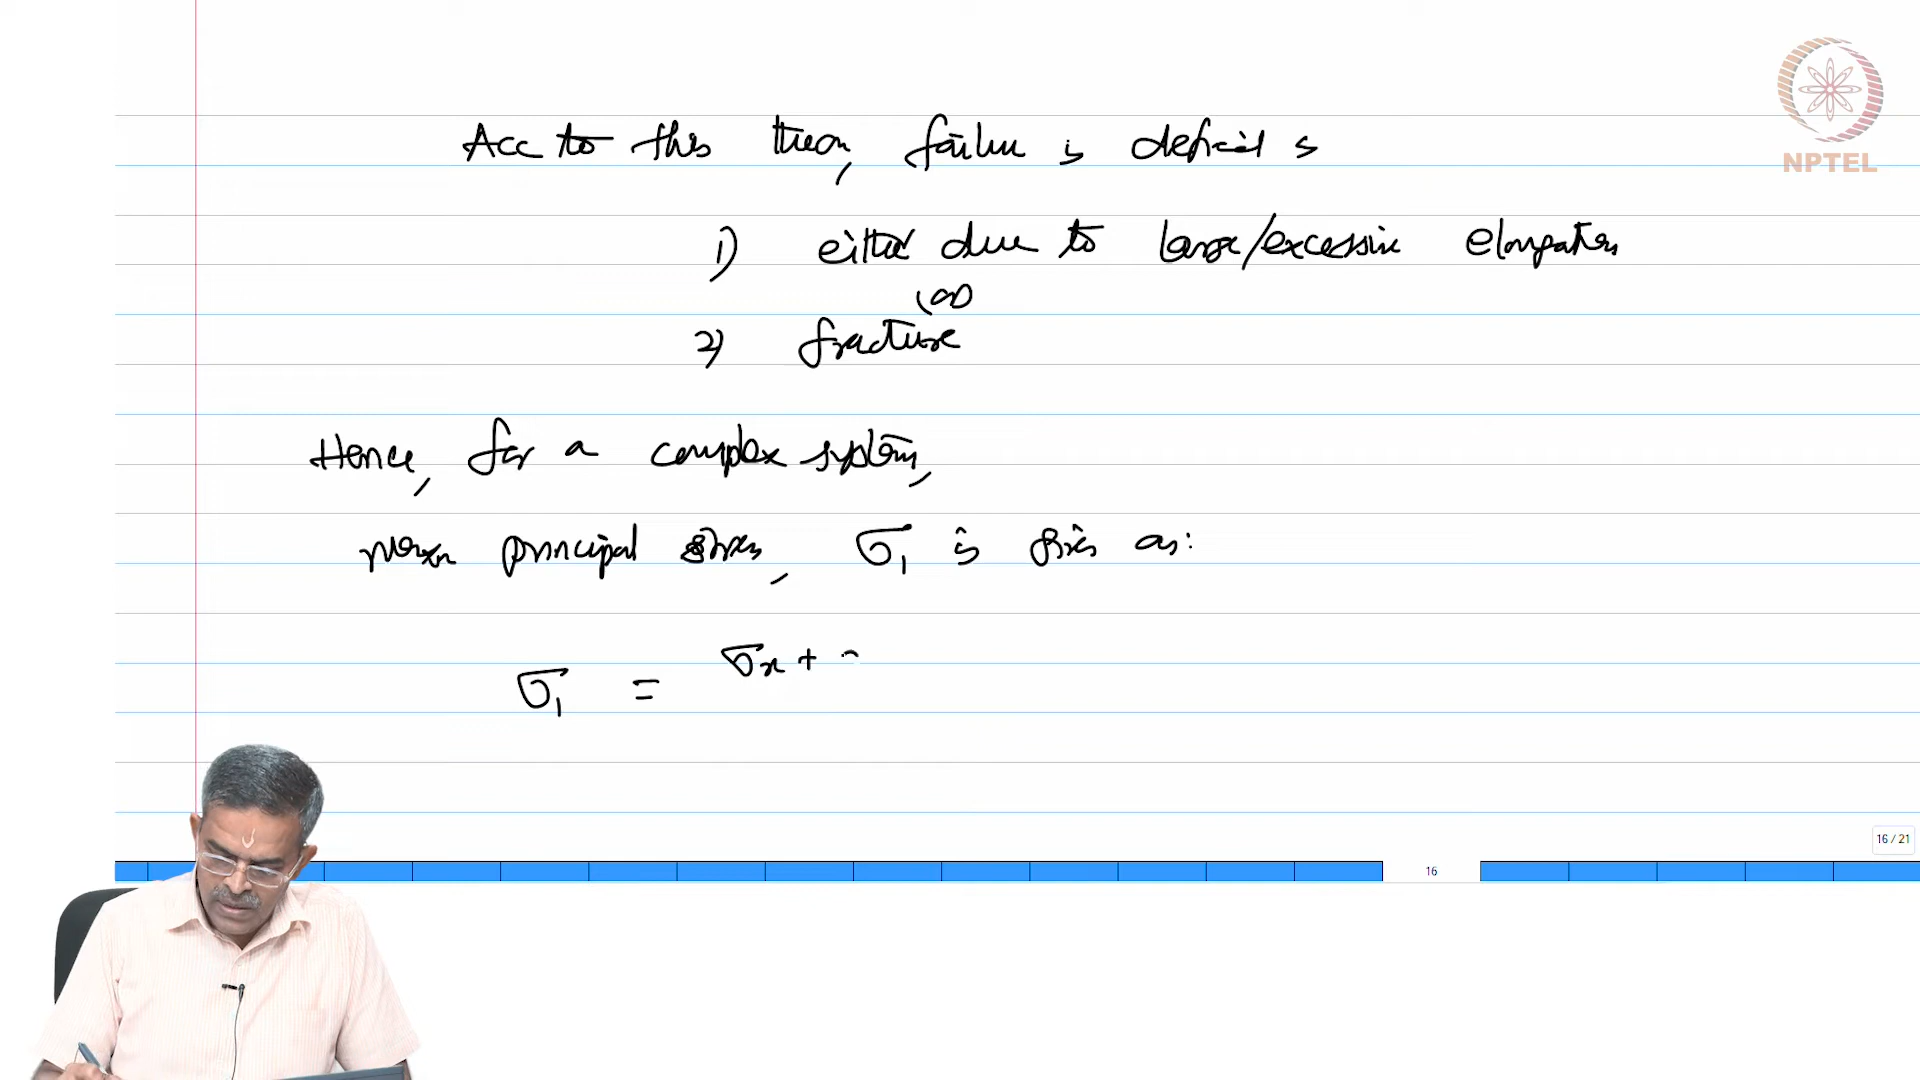 NPTEL
Acc to this theory, failure is defined as
1) either due to large/excessive elongation
(or)
2) fracture
Hence, for a complex system,
max principal stress, σ₁ is given as:
σ₁ = σx +
16 / 21
16